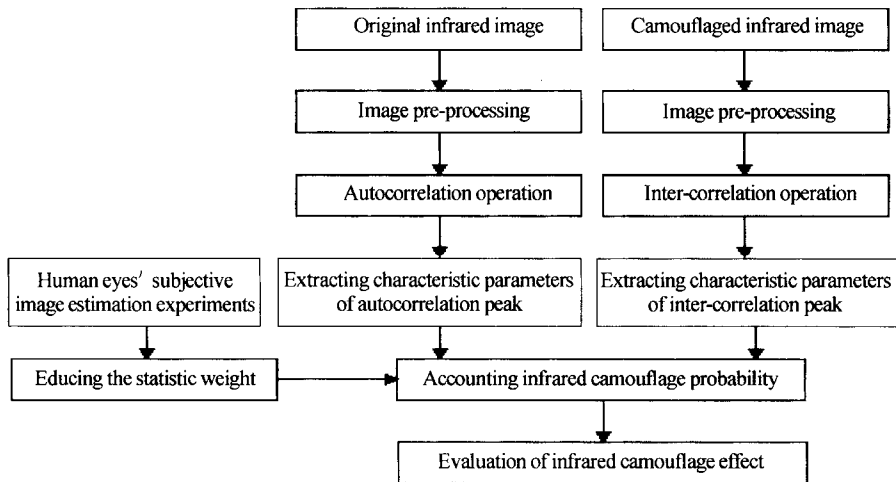 Original infrared image
Camouflaged infrared image
Image pre-processing
Image pre-processing
Autocorrelation operation
Inter-correlation operation
Human eyes' subjective
image estimation experiments
Extracting characteristic parameters
of autocorrelation peak
Extracting characteristic parameters
of inter-correlation peak
Educing the statistic weight
Accounting infrared camouflage probability
Evaluation of infrared camouflage effect